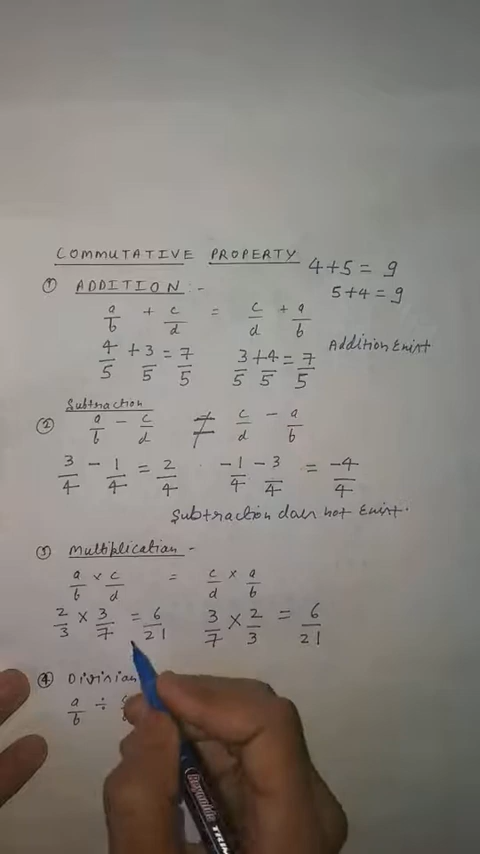 COMMUTATIVE PROPERTY 4+5 = 9
5+4 = 9
① ADDITION :-
a/b + c/d = c/d + a/b
4/5 + 3/5 = 7/5 3/5 + 4/5 = 7/5 Addition Exist
② Subtraction
a/b - c/d ≠ c/d - a/b
3/4 - 1/4 = 2/4 -1/4 - 3/4 = -4/4
Subtraction does not Exist.
③ Multiplication -
a/b × c/d = c/d × a/b
2/3 × 3/7 = 6/21 3/7 × 2/3 = 6/21
④ Division
a/b ÷
Reynolds TRIM